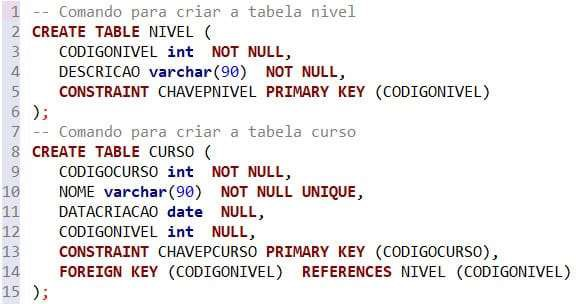 1 -- Comando para criar a tabela nivel
2 CREATE TABLE NIVEL (
3 CODIGONIVEL int NOT NULL,
4 DESCRICAO varchar(90) NOT NULL,
5 CONSTRAINT CHAVEPNIVEL PRIMARY KEY (CODIGONIVEL)
6 );
7 -- Comando para criar a tabela curso
8 CREATE TABLE CURSO (
9 CODIGOCURSO int NOT NULL,
10 NOME varchar(90) NOT NULL UNIQUE,
11 DATACRIACAO date NULL,
12 CODIGONIVEL int NULL,
13 CONSTRAINT CHAVEPCURSO PRIMARY KEY (CODIGOCURSO),
14 FOREIGN KEY (CODIGONIVEL) REFERENCES NIVEL (CODIGONIVEL)
15 );